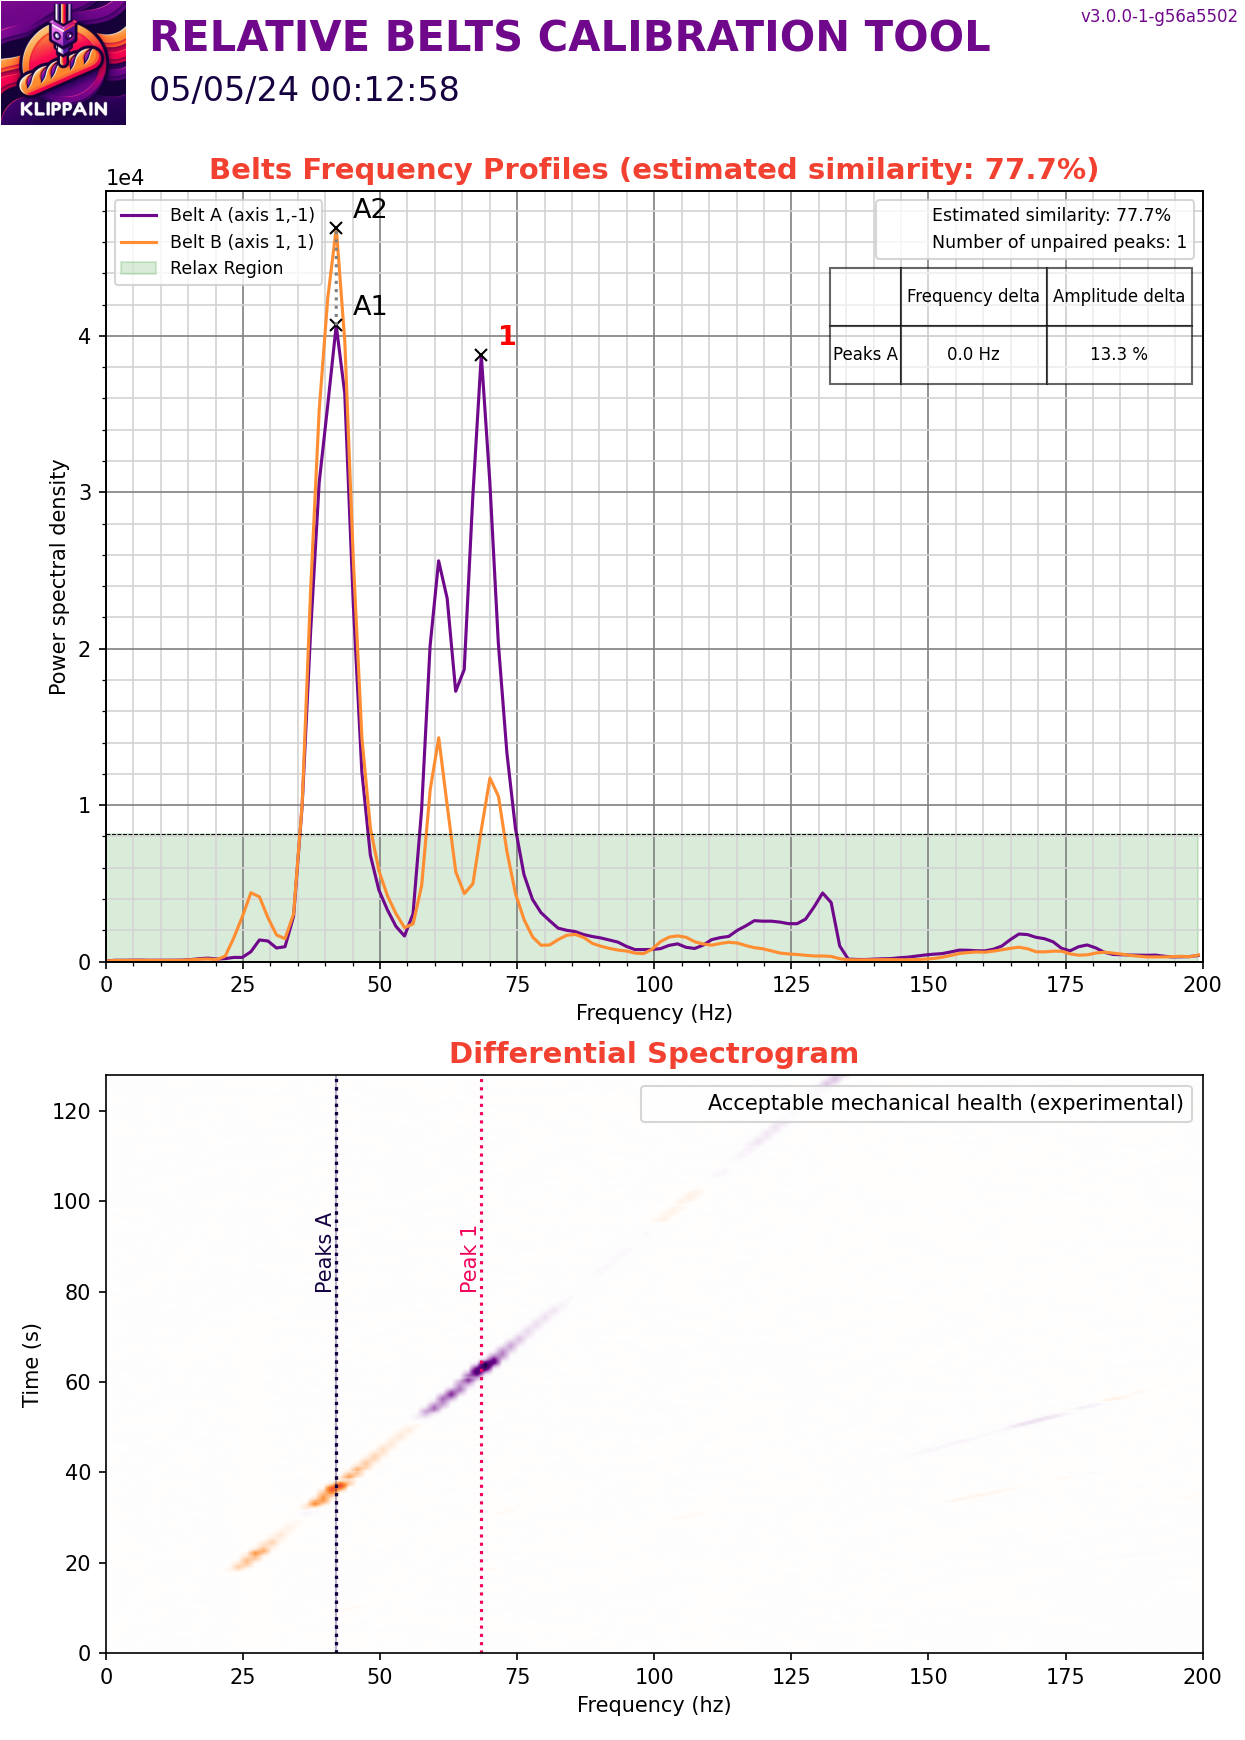 v3.0.0-1-g56a5502
RELATIVE BELTS CALIBRATION TOOL
05/05/24 00:12:58
KLIPPAIN
Belts Frequency Profiles (estimated similarity: 77.7%)
1e4
Belt A (axis 1,-1)
Belt B (axis 1, 1)
Relax Region
Estimated similarity: 77.7%
Number of unpaired peaks: 1
Frequency delta Amplitude delta
Peaks A 0.0 Hz 13.3 %
A2
A1
1
Power spectral density
4
3
2
1
0
0 25 50 75 100 125 150 175 200
Frequency (Hz)
Differential Spectrogram
Acceptable mechanical health (experimental)
Peaks A
Peak 1
Time (s)
120
100
80
60
40
20
0
0 25 50 75 100 125 150 175 200
Frequency (hz)